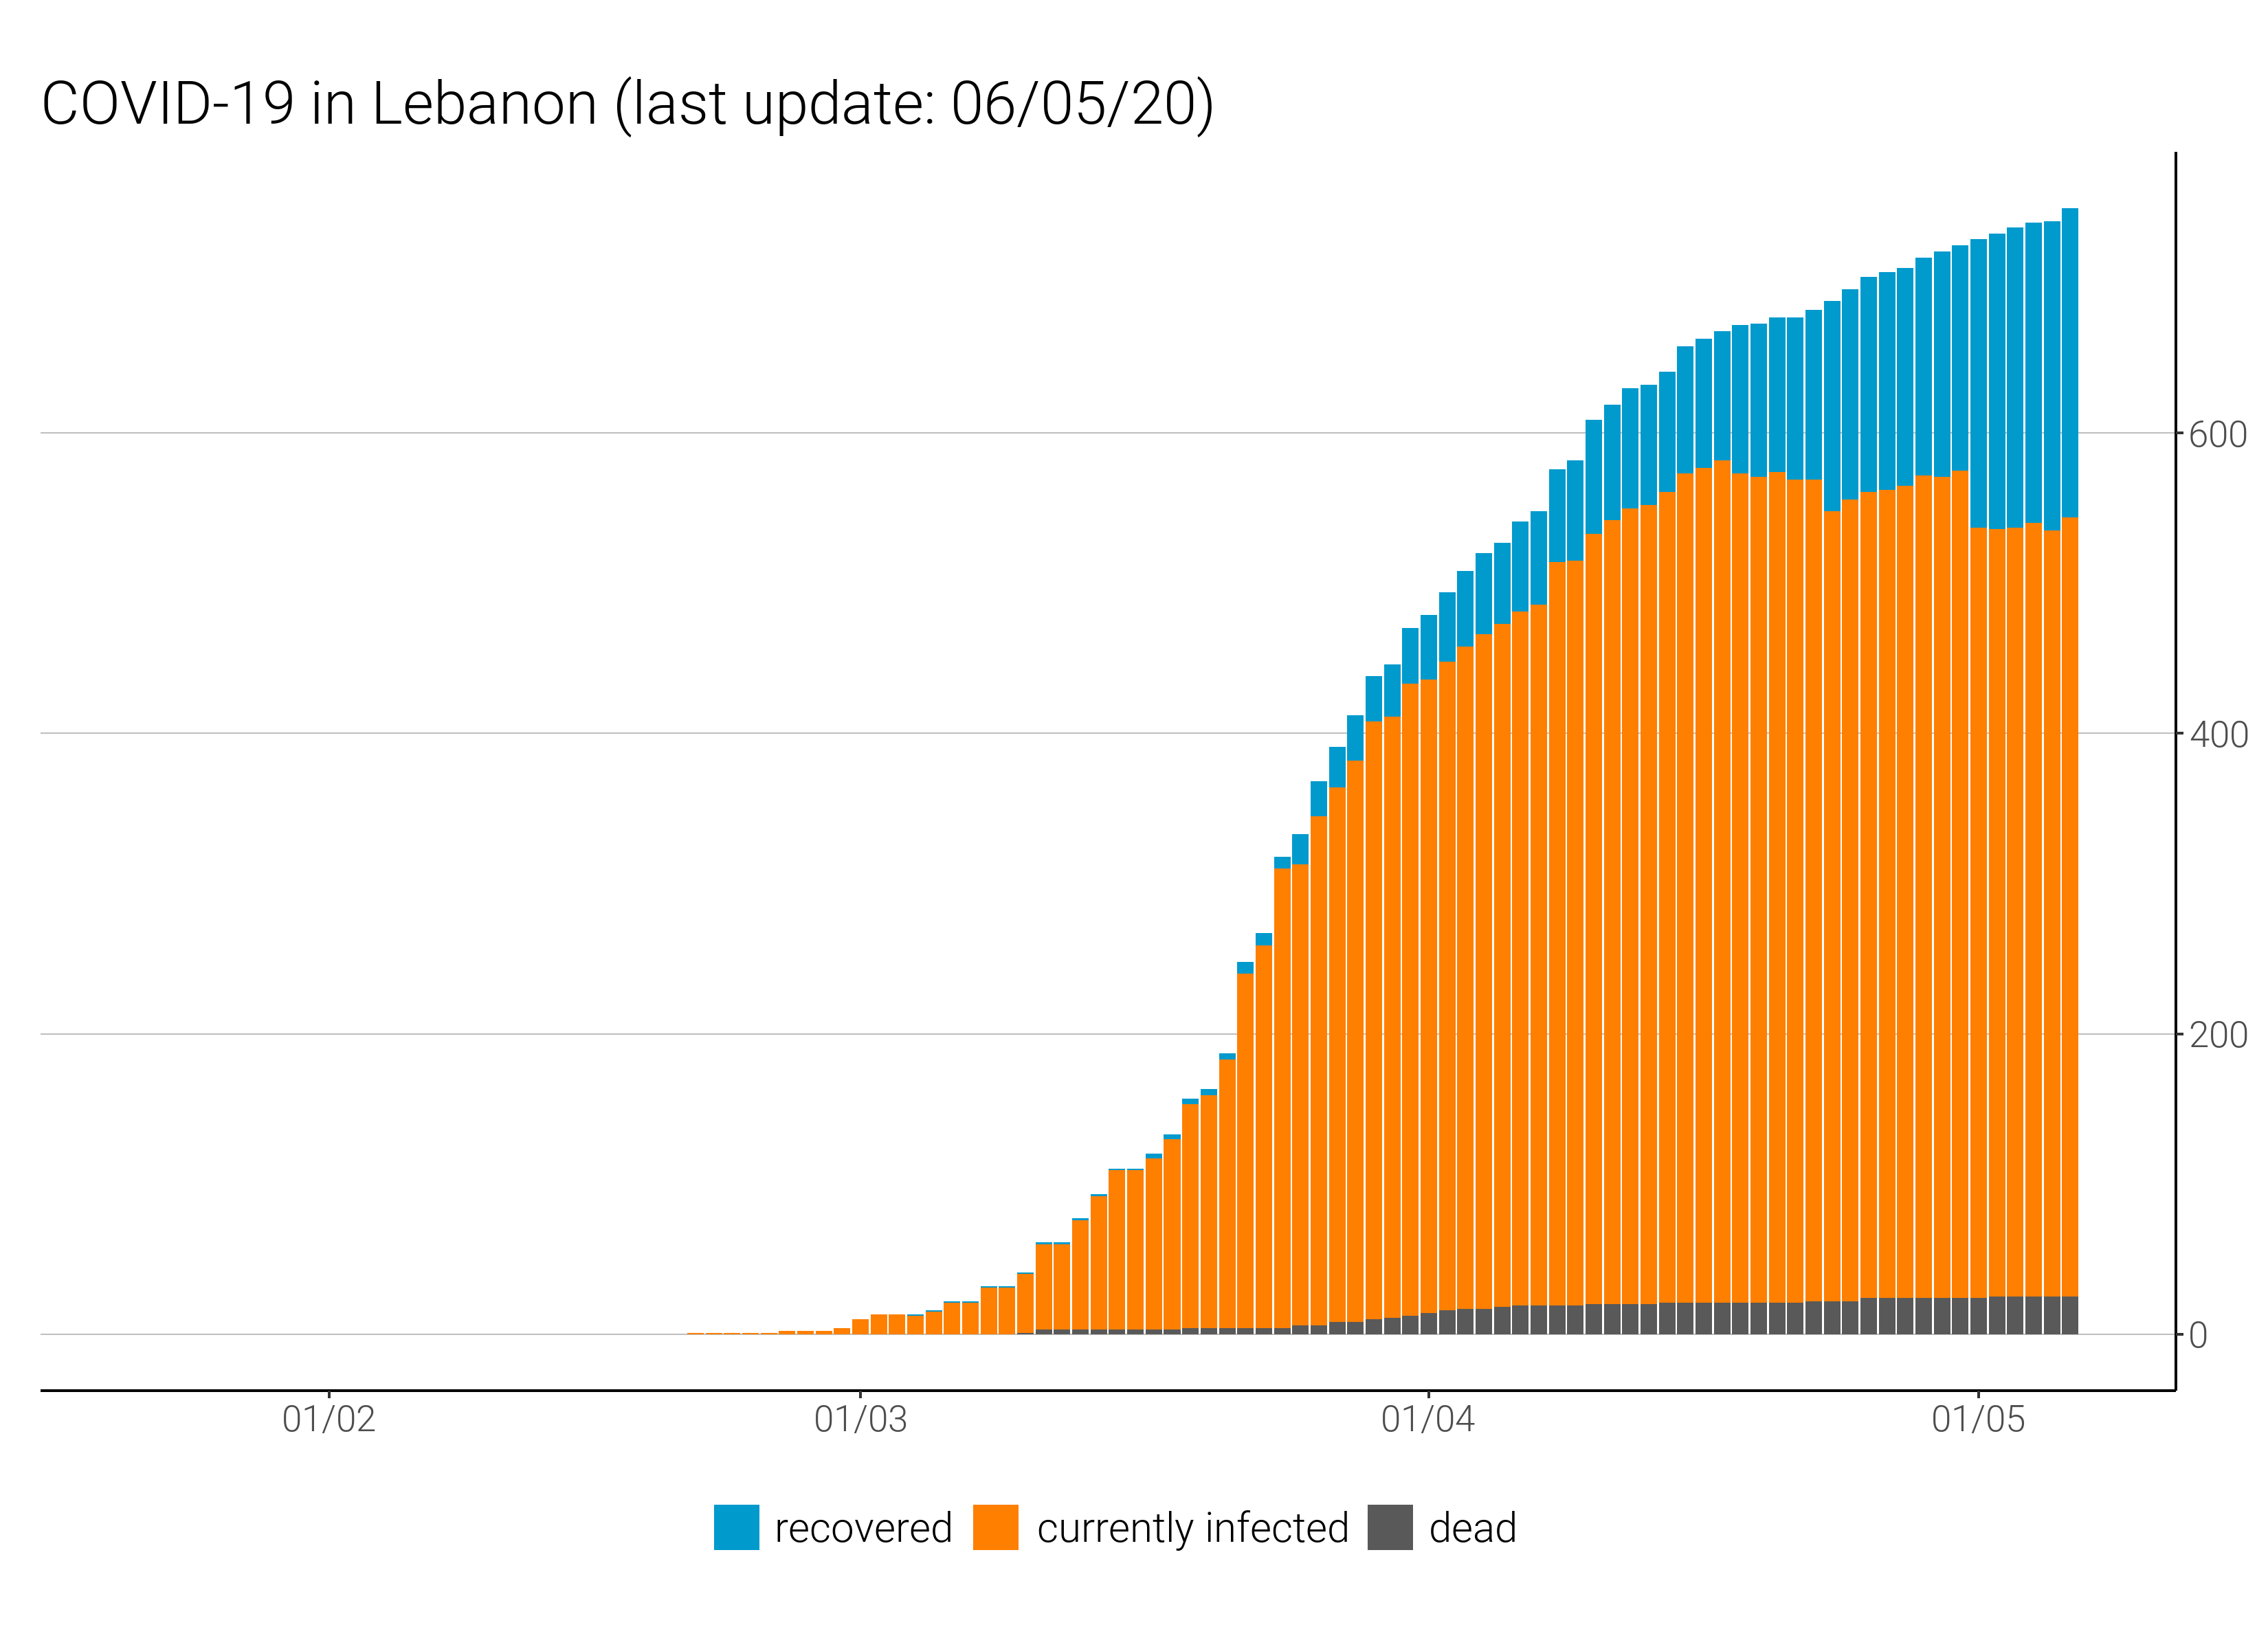 COVID-19 in Lebanon (last update: 06/05/20)
600
400
200
0
01/02 01/03 01/04 01/05
recovered currently infected dead